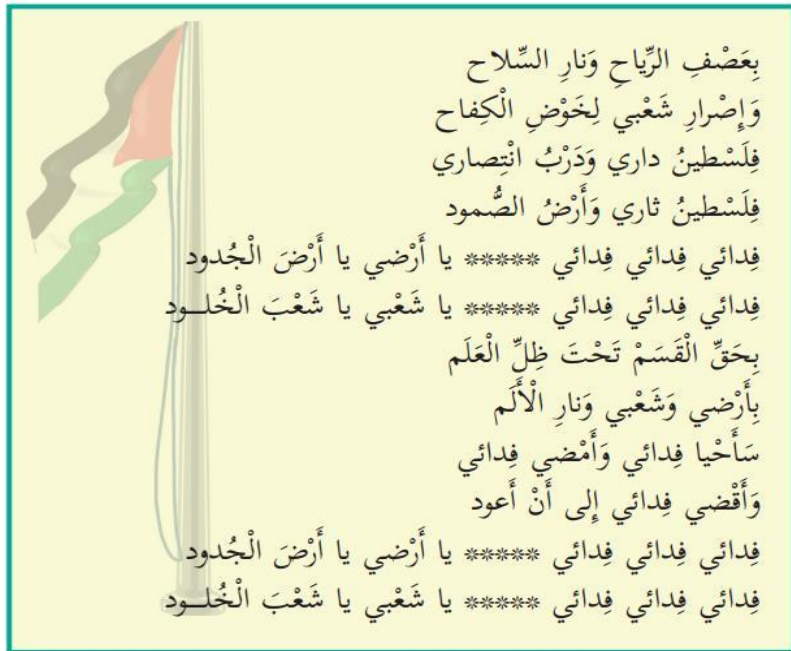 بِعَصْفِ الرِّياحِ وَنارِ السِّلاح
وَإِصْرارِ شَعْبي لِخَوْضِ الْكِفاح
فِلَسْطينُ داري وَدَرْبُ انْتِصاري
فِلَسْطينُ ثاري وَأَرْضُ الصُّمود
فِدائي فِدائي فِدائي ***** يا أَرْضي يا أَرْضَ الْجُدود
فِدائي فِدائي فِدائي ***** يا شَعْبي يا شَعْبَ الْخُلــود
بِحَقِّ الْقَسَمْ تَحْتَ ظِلِّ الْعَلَم
بِأَرْضي وَشَعْبي وَنارِ الْأَلَم
سَأَحْيا فِدائي وَأَمْضي فِدائي
وَأَقْضي فِدائي إِلى أَنْ أَعود
فِدائي فِدائي فِدائي ***** يا أَرْضي يا أَرْضَ الْجُدود
فِدائي فِدائي فِدائي ***** يا شَعْبي يا شَعْبَ الْخُلــود